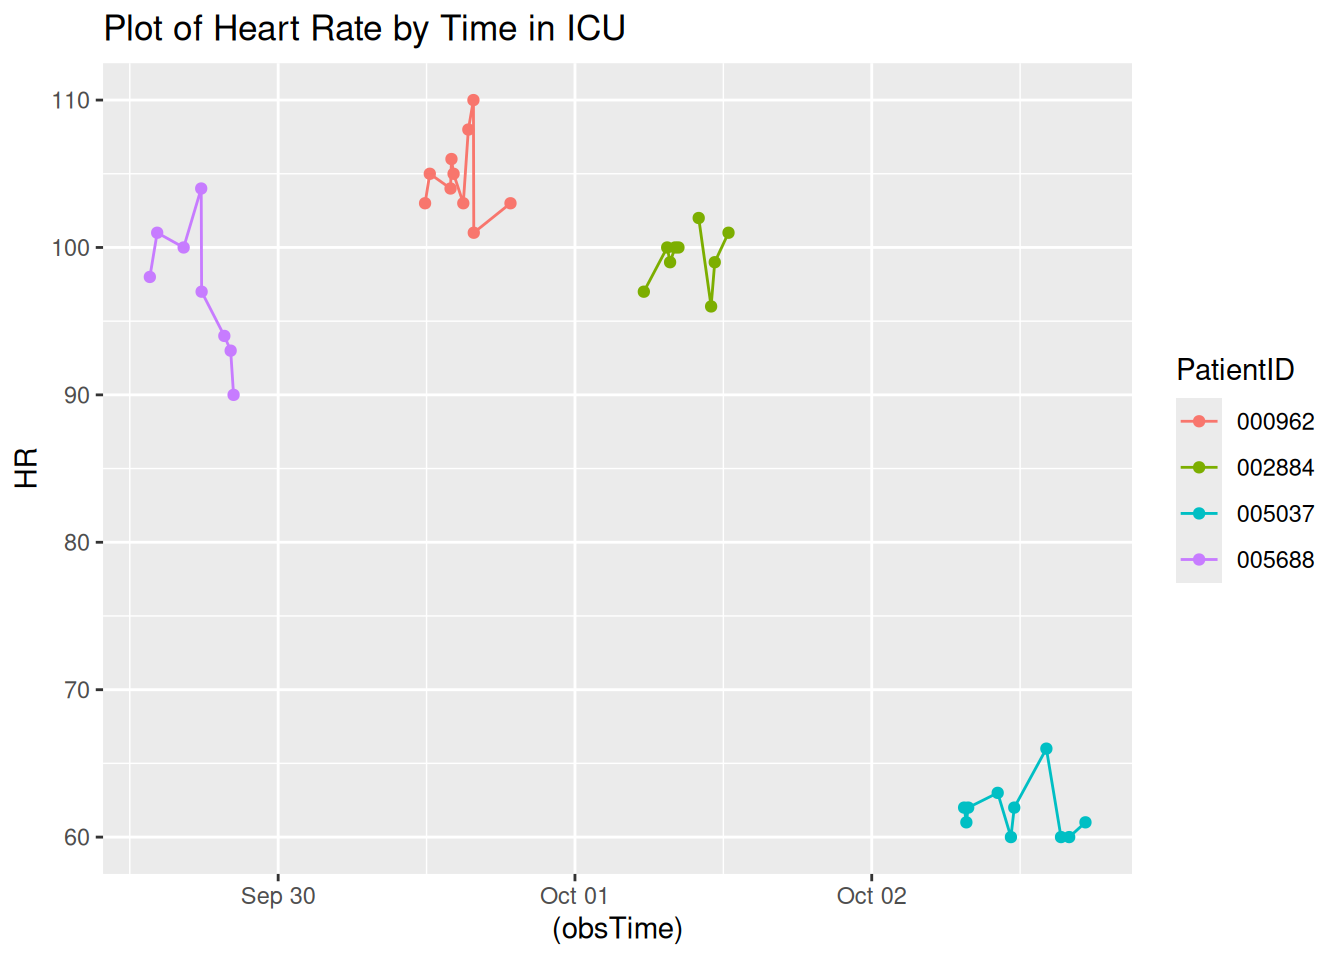 Plot of Heart Rate by Time in ICU
110
100
90
80
70
60
HR
Sep 30
Oct 01
Oct 02
(obsTime)
PatientID
000962
002884
005037
005688